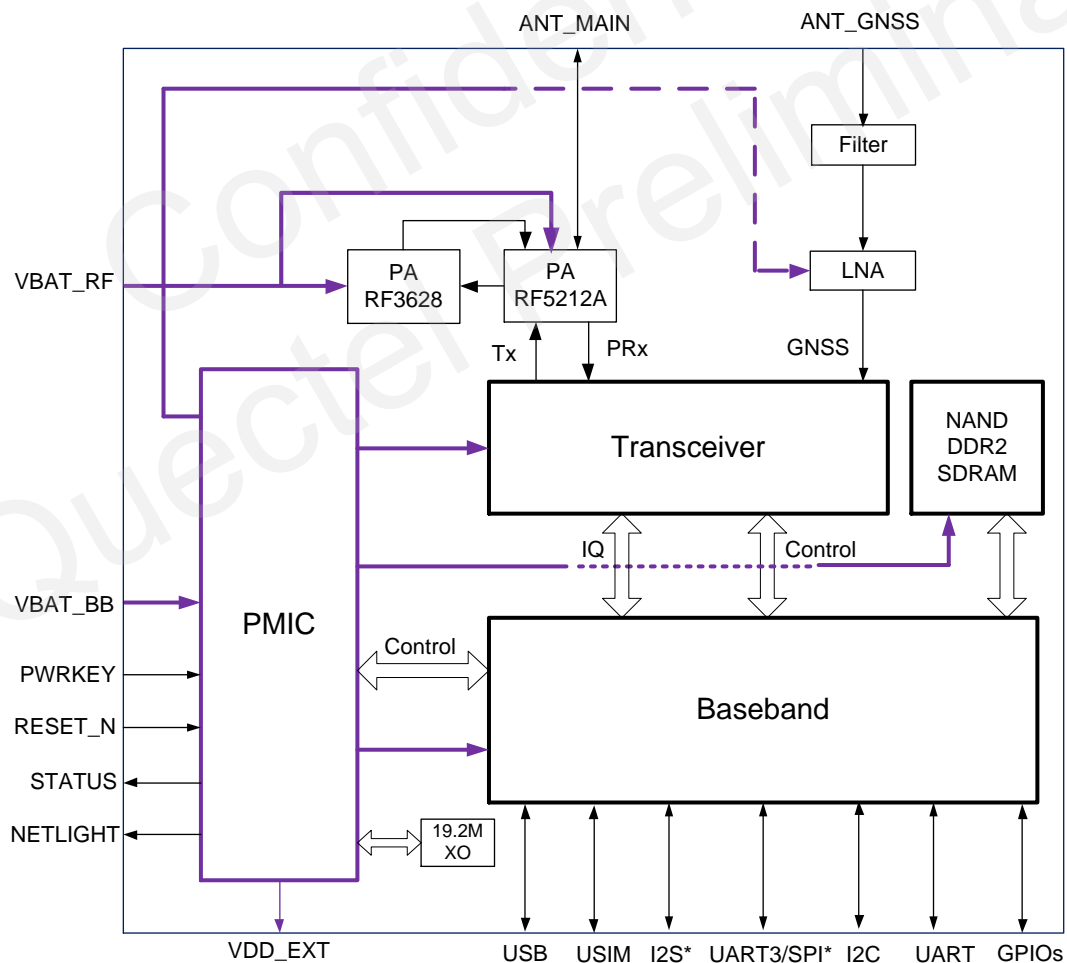 ANT_MAIN
ANT_GNSS
Filter
VBAT_RF
PA
RF3628
PA
RF5212A
LNA
Tx
PRx
GNSS
Transceiver
NAND
DDR2
SDRAM
IQ
Control
VBAT_BB
PMIC
Control
PWRKEY
Baseband
RESET_N
STATUS
NETLIGHT
19.2M
XO
VDD_EXT
USB
USIM
I2S*
UART3/SPI*
I2C
UART
GPIOs
Quectel